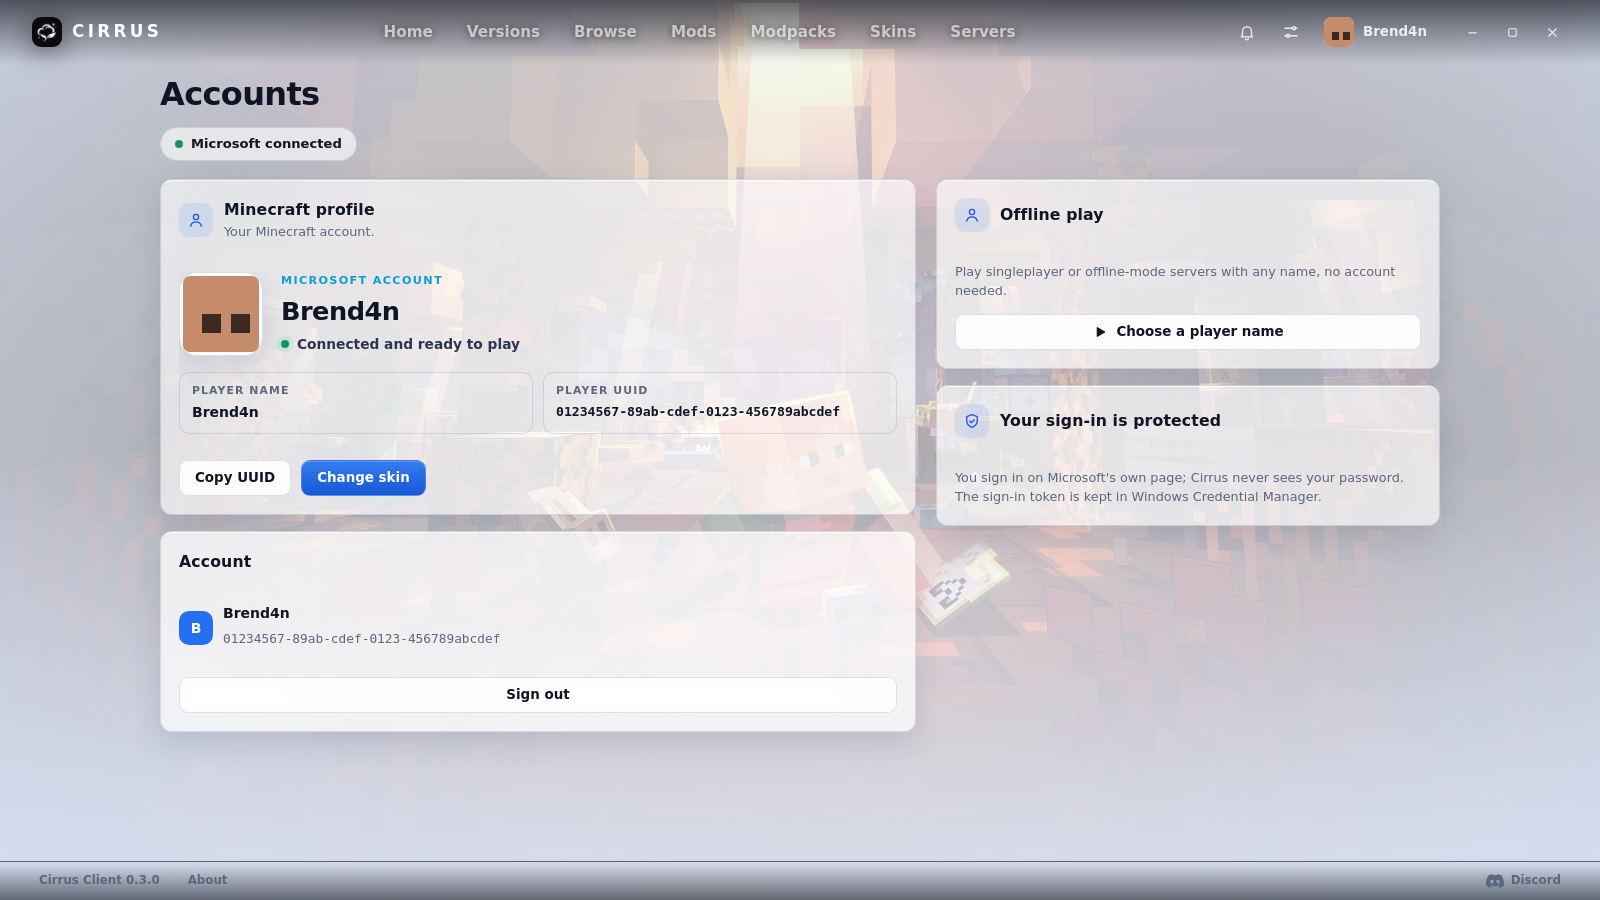 CIRRUS
Home Versions Browse Mods Modpacks Skins Servers
Brend4n
Accounts
Microsoft connected
Minecraft profile
Your Minecraft account.
MICROSOFT ACCOUNT
Brend4n
Connected and ready to play
PLAYER NAME
Brend4n
PLAYER UUID
01234567-89ab-cdef-0123-456789abcdef
Copy UUID
Change skin
Account
B
Brend4n
01234567-89ab-cdef-0123-456789abcdef
Sign out
Offline play
Play singleplayer or offline-mode servers with any name, no account
needed.
Choose a player name
Your sign-in is protected
You sign in on Microsoft's own page; Cirrus never sees your password.
The sign-in token is kept in Windows Credential Manager.
Cirrus Client 0.3.0
About
Discord